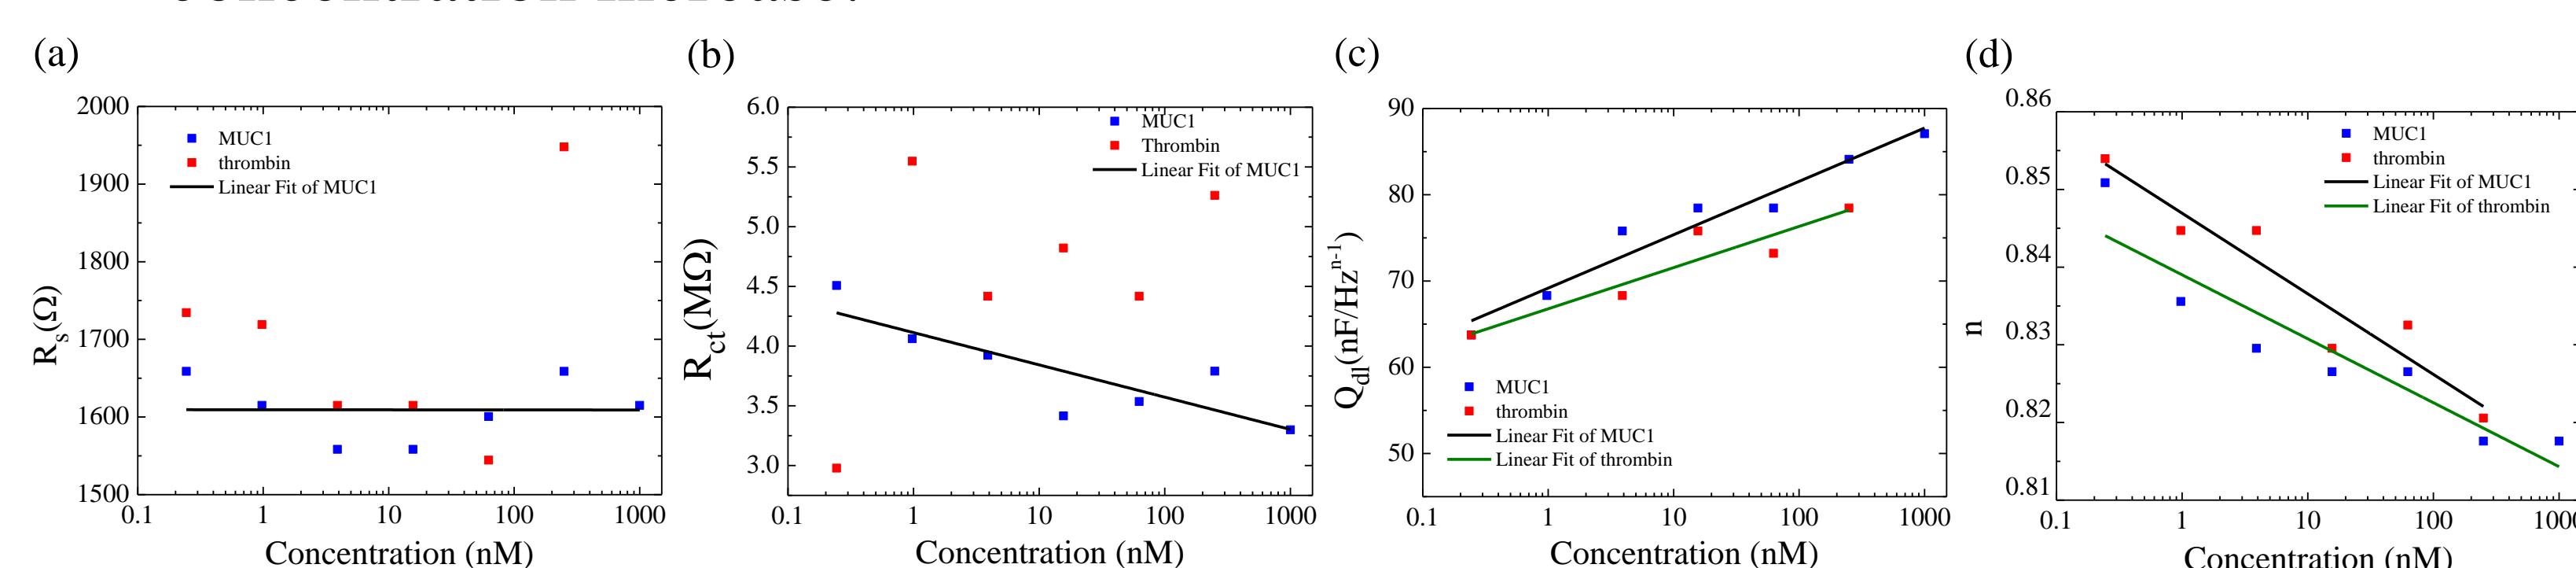 concentration increase.
(a)
2000
1900
1800
1700
1600
1500
0.1 1 10 100 1000
Rs(Ω)
Concentration (nM)
MUC1
thrombin
Linear Fit of MUC1
(b)
6.0
5.5
5.0
4.5
4.0
3.5
3.0
0.1 1 10 100 1000
Rct(MΩ)
Concentration (nM)
MUC1
Thrombin
Linear Fit of MUC1
(c)
90
80
70
60
50
0.1 1 10 100 1000
Qdl(nF/Hzn-1)
Concentration (nM)
MUC1
thrombin
Linear Fit of MUC1
Linear Fit of thrombin
(d)
0.86
0.85
0.84
0.83
0.82
0.81
0.1 1 10 100 1000
n
Concentration (nM)
MUC1
thrombin
Linear Fit of MUC1
Linear Fit of thrombin